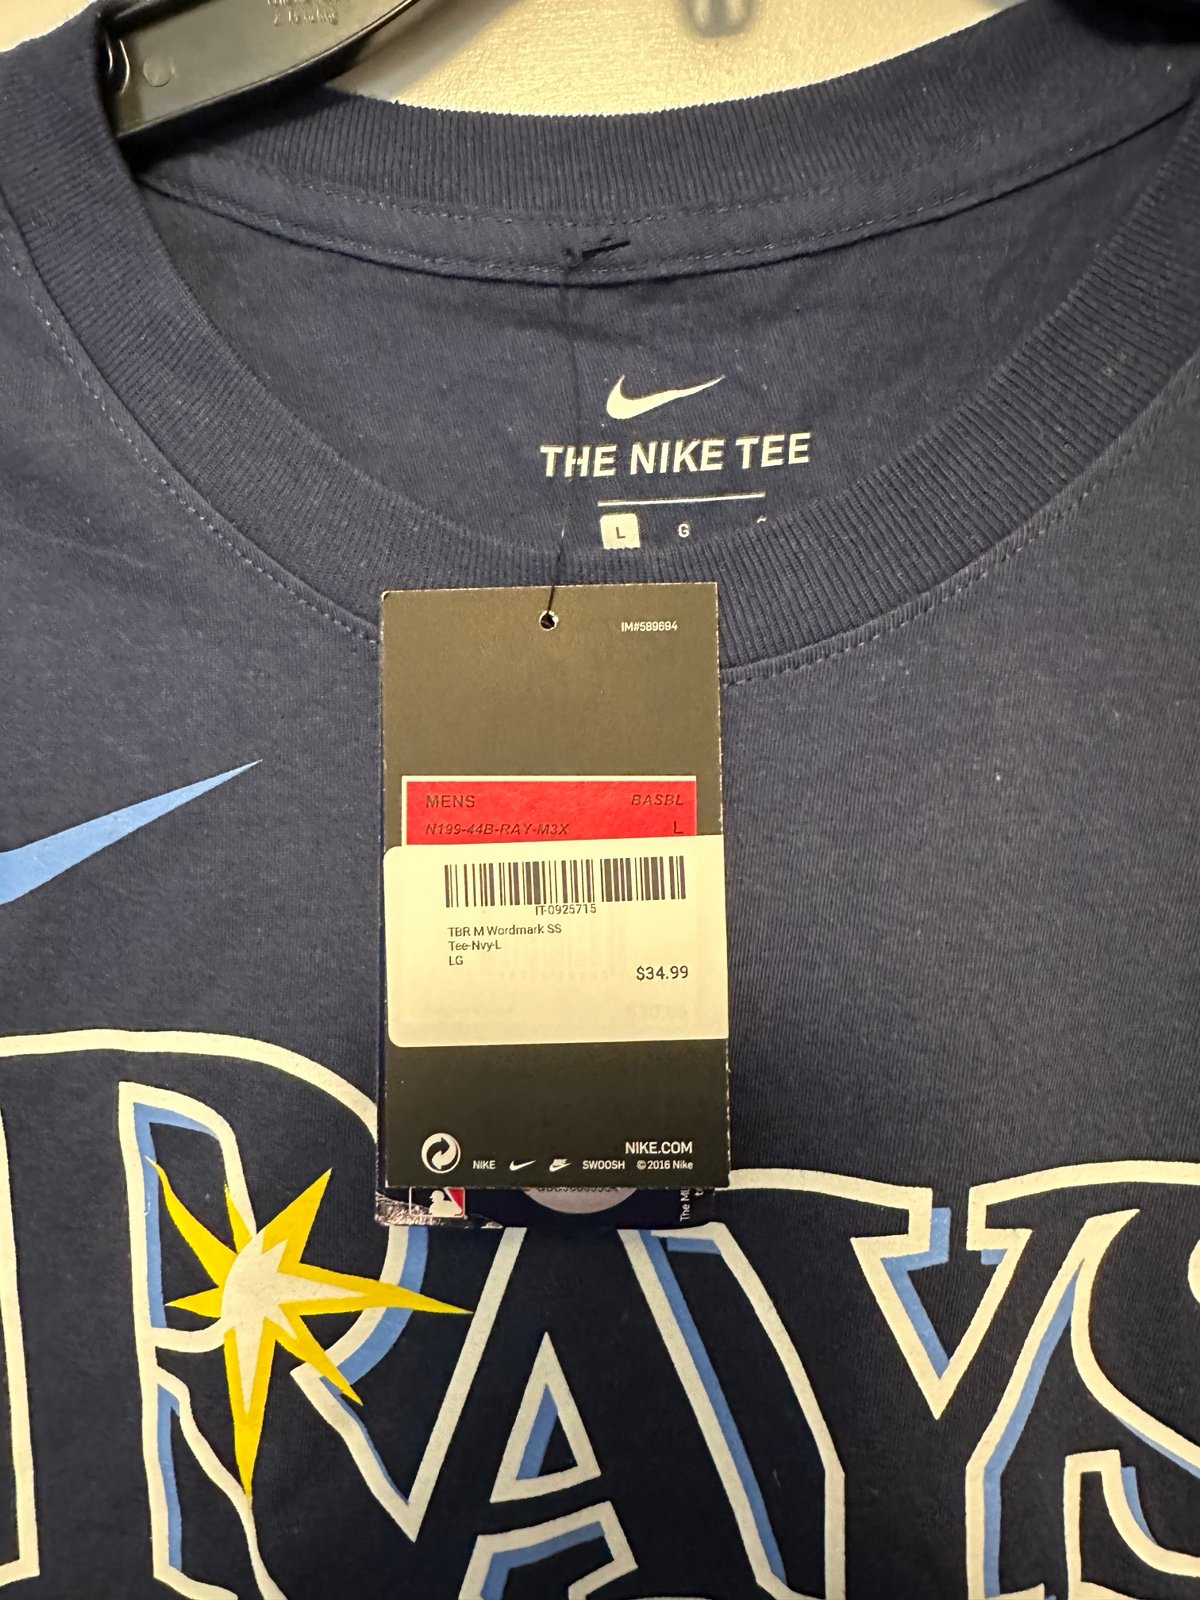 THE NIKE TEE
L G
IM#589694
MENS BASBL
N199-44B-RAY-M3X L
IT-0925715
TBR M Wordmark SS
Tee-Nvy-L
LG
$34.99
NIKE.COM
NIKE SWOOSH © 2016 Nike
RAYS